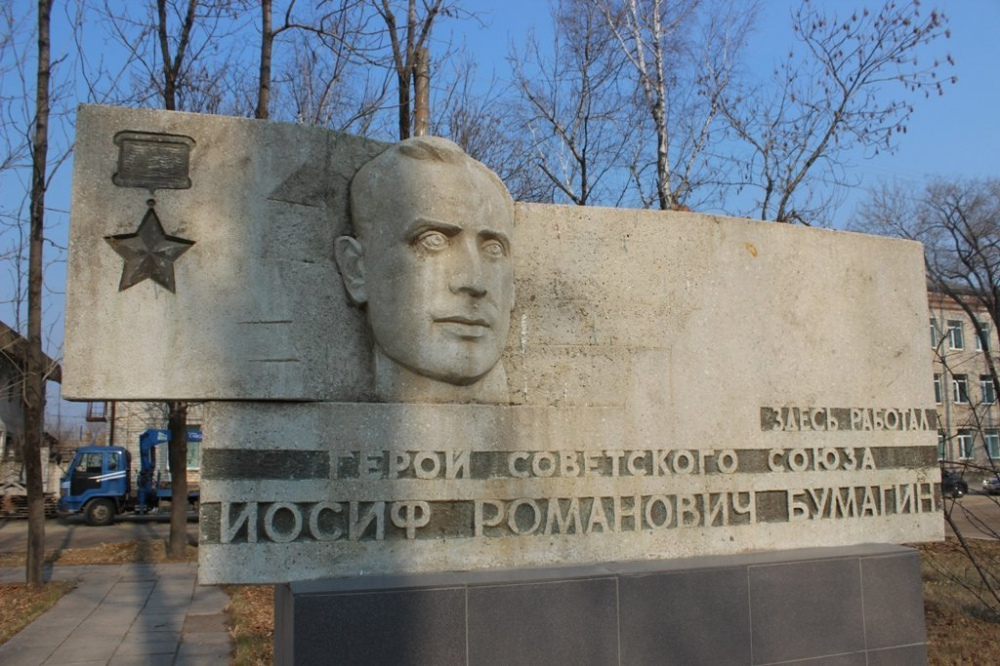 ЗДЕСЬ РАБОТАЛ
ГЕРОЙ СОВЕТСКОГО СОЮЗА
ИОСИФ РОМАНОВИЧ БУМАГИН